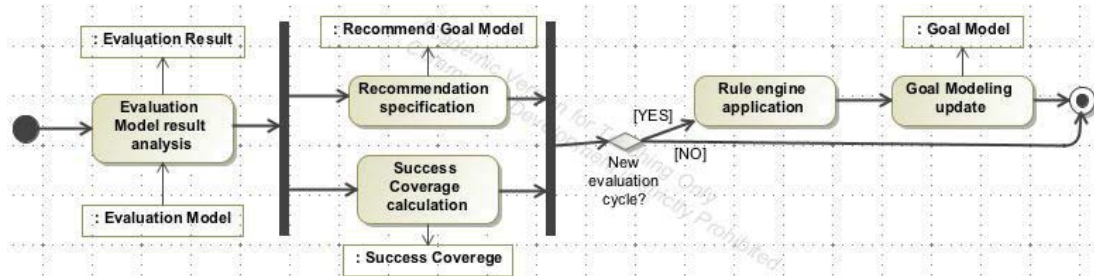 : Evaluation Result
Evaluation
Model result
analysis
: Evaluation Model
: Recommend Goal Model
Recommendation
specification
Success
Coverage
calculation
: Success Coverege
New
evaluation
cycle?
[YES]
[NO]
Rule engine
application
: Goal Model
Goal Modeling
update